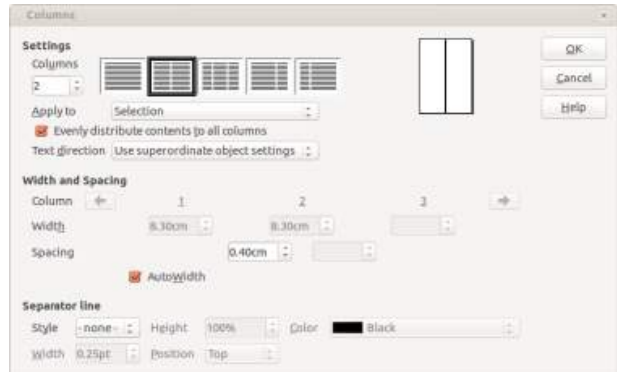 Columns
Settings
OK
Columns
2
Cancel
Apply to Selection
Help
Evenly distribute contents to all columns
Text direction Use superordinate object settings
Width and Spacing
Column 1 2 3
Width 8.30cm 8.30cm
Spacing 0.40cm
AutoWidth
Separator line
Style - none - Height 100% Color Black
Width 0.25pt Position Top